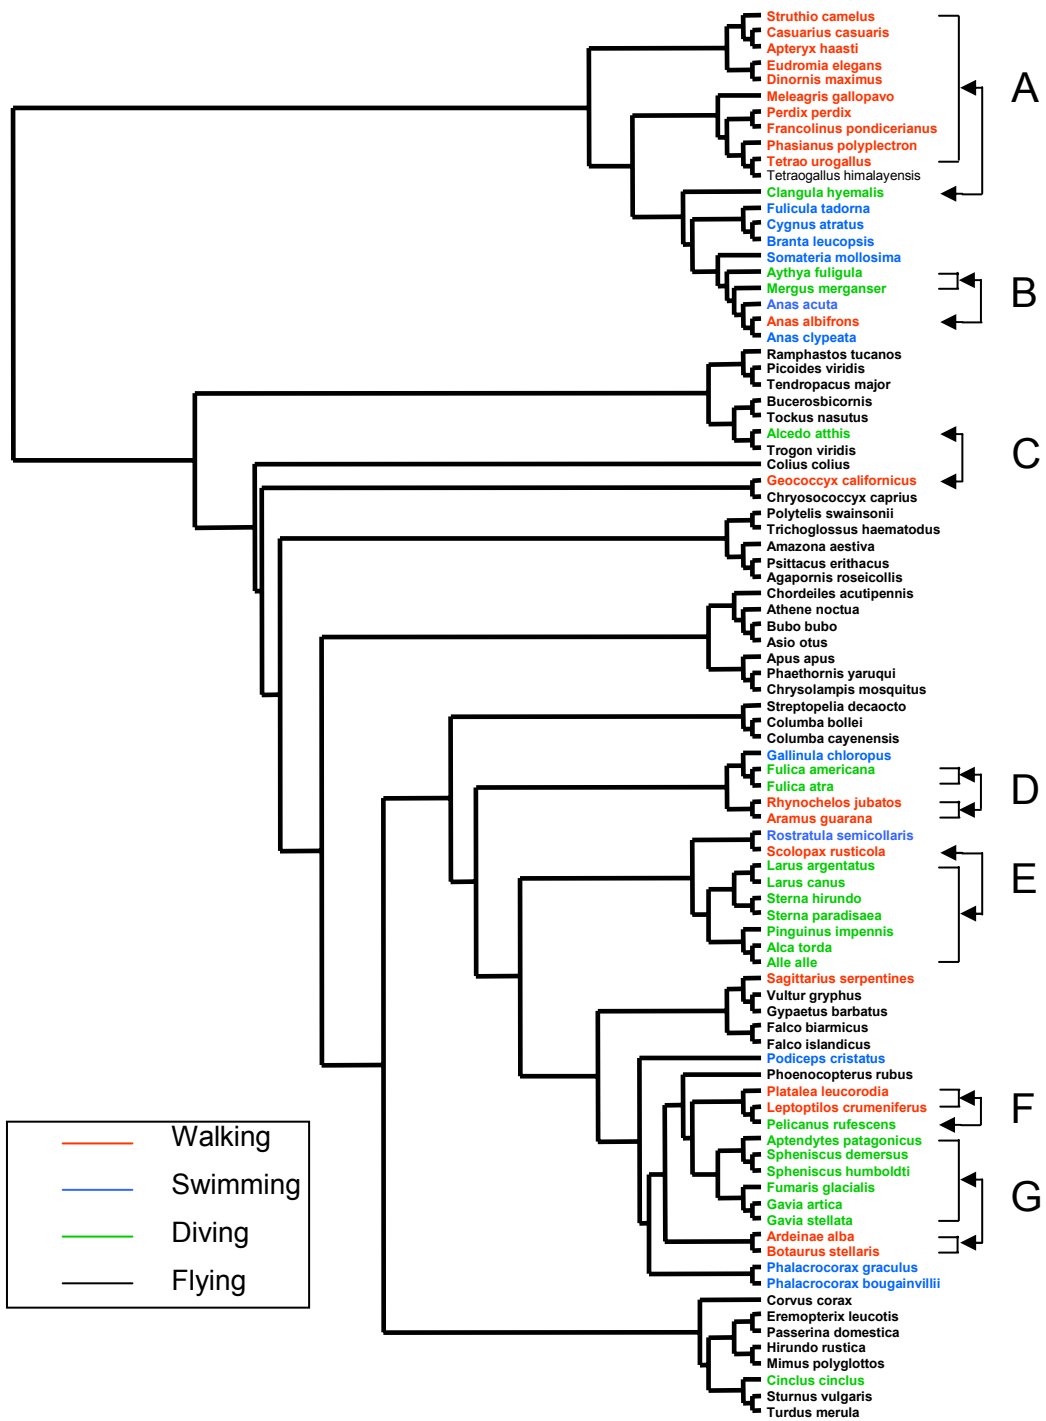 Struthio camelus
Casuarius casuaris
Apteryx haasti
Eudromia elegans
Dinornis maximus
A
Meleagris gallopavo
Perdix perdix
Francolinus pondicerianus
Phasianus polyplectron
Tetrao urogallus
Tetraogallus himalayensis
Clangula hyemalis
Fulicula tadorna
Cygnus atratus
Branta leucopsis
Somateria mollosima
Aythya fuligula
Mergus merganser
B
Anas acuta
Anas albifrons
Anas clypeata
Ramphastos tucanos
Picoides viridis
Tendropacus major
Bucerosbicornis
Tockus nasutus
Alcedo atthis
Trogon viridis
C
Colius colius
Geococcyx californicus
Chryosococcyx caprius
Polytelis swainsonii
Trichoglossus haematodus
Amazona aestiva
Psittacus erithacus
Agapornis roseicollis
Chordeiles acutipennis
Athene noctua
Bubo bubo
Asio otus
Apus apus
Phaethornis yaruqui
Chrysolampis mosquitus
Streptopelia decaocto
Columba bollei
Columba cayenensis
Gallinula chloropus
Fulica americana
Fulica atra
D
Rhynochelos jubatos
Aramus guarana
Rostratula semicollaris
Scolopax rusticola
Larus argentatus
E
Larus canus
Sterna hirundo
Sterna paradisaea
Pinguinus impennis
Alca torda
Alle alle
Sagittarius serpentines
Vultur gryphus
Gypaetus barbatus
Falco biarmicus
Falco islandicus
Podiceps cristatus
Phoenocopterus rubus
Platalea leucorodia
Leptoptilos crumeniferus
F
Pelicanus rufescens
Aptendytes patagonicus
Spheniscus demersus
Spheniscus humboldti
Fumaris glacialis
G
Gavia artica
Gavia stellata
Ardeinae alba
Botaurus stellaris
Phalacrocorax graculus
Phalacrocorax bougainvillii
Corvus corax
Eremopterix leucotis
Passerina domestica
Hirundo rustica
Mimus polyglottos
Cinclus cinclus
Sturnus vulgaris
Turdus merula
Walking
Swimming
Diving
Flying